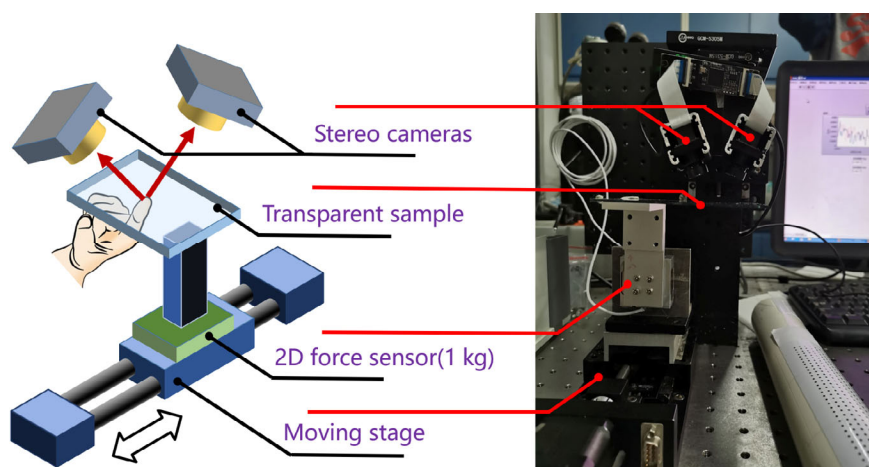 Stereo cameras
Transparent sample
2D force sensor(1 kg)
Moving stage